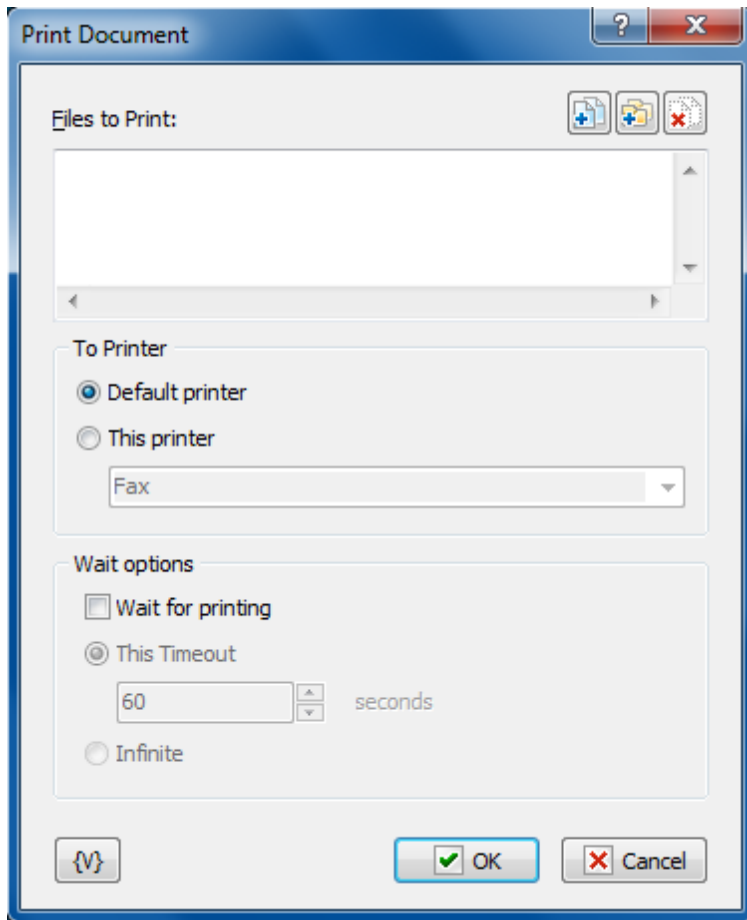 Print Document
Files to Print:
To Printer
Default printer
This printer
Fax
Wait options
Wait for printing
This Timeout
60 seconds
Infinite
{V} OK Cancel